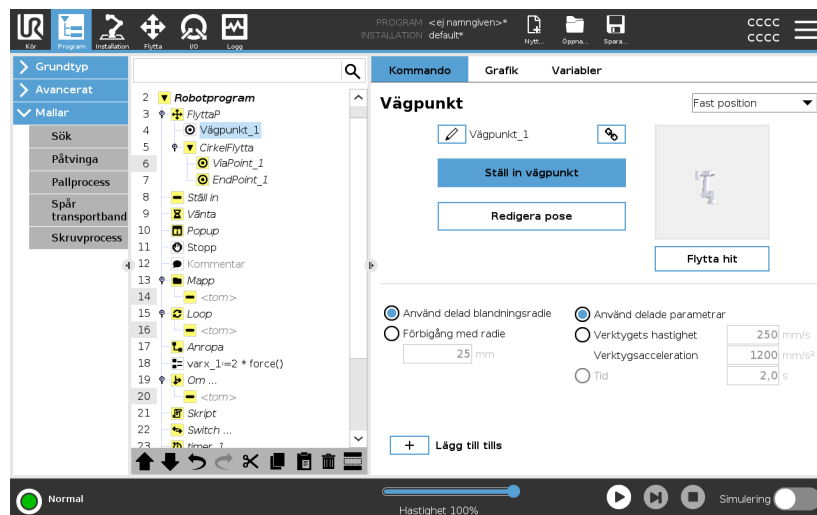 PROGRAM <ej namngiven>*
INSTALLATION default*
CCCC
CCCC
Kör
Program
Installation
Flytta
I/O
Logg
Nytt...
Öppna...
Spara...
Grundtyp
Avancerat
Mallar
Sök
Påtvinga
Pallprocess
Spår
transportband
Skruvprocess
2 Robotprogram
3 FlyttaP
4 Vägpunkt_1
5 CirkelFlytta
6 ViaPoint_1
7 EndPoint_1
8 Ställ in
9 Vänta
10 Popup
11 Stopp
12 Kommentar
13 Mapp
14 <tom>
15 Loop
16 <tom>
17 Anropa
18 varx_1:=2 * force()
19 Om ...
20 <tom>
21 Skript
22 Switch ...
23 timer_1
Kommando
Grafik
Variabler
Vägpunkt
Fast position
Vägpunkt_1
Ställ in vägpunkt
Redigera pose
Flytta hit
Använd delad blandningsradie
Förbigång med radie
25 mm
Använd delade parametrar
Verktygets hastighet 250 mm/s
Verktygsacceleration 1200 mm/s²
Tid 2,0 s
+ Lägg till tills
Normal
Hastighet 100%
Simulering